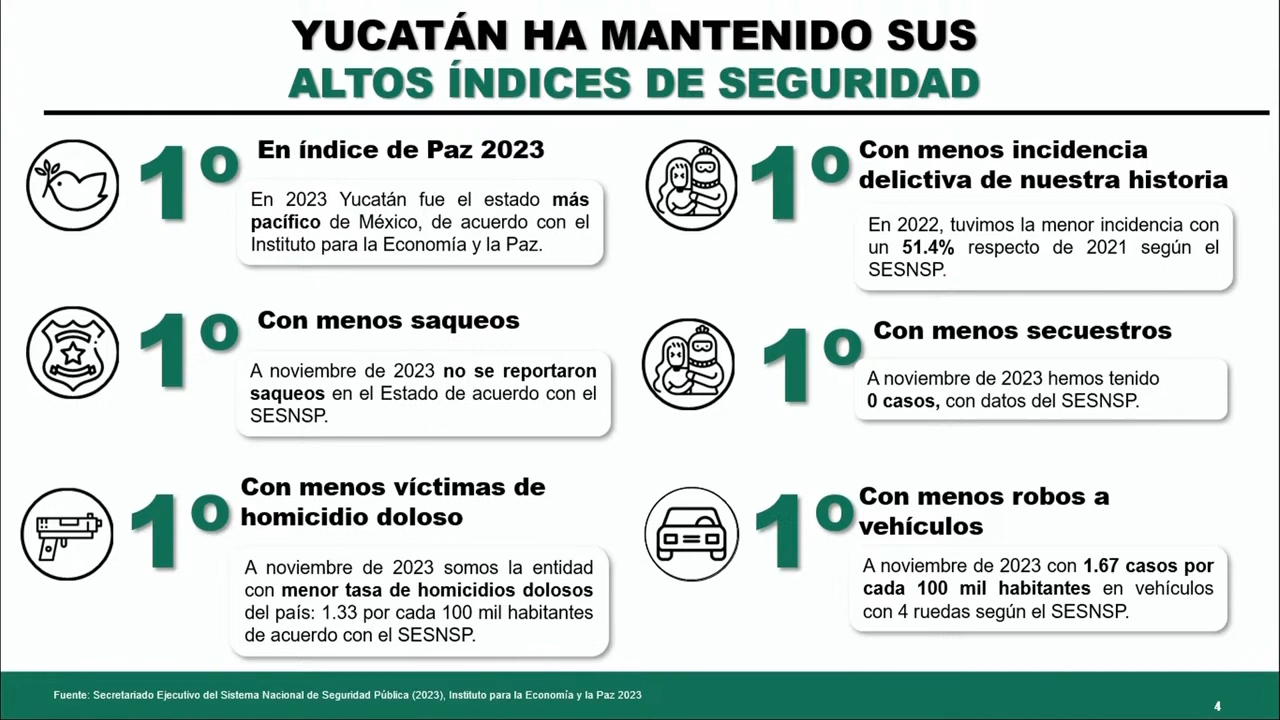 YUCATÁN HA MANTENIDO SUS
ALTOS ÍNDICES DE SEGURIDAD
1º
En índice de Paz 2023
En 2023 Yucatán fue el estado más
pacífico de México, de acuerdo con el
Instituto para la Economía y la Paz.
1º
Con menos incidencia
delictiva de nuestra historia
En 2022, tuvimos la menor incidencia con
un 51.4% respecto de 2021 según el
SESNSP.
1º
Con menos saqueos
A noviembre de 2023 no se reportaron
saqueos en el Estado de acuerdo con el
SESNSP.
1º
Con menos secuestros
A noviembre de 2023 hemos tenido
0 casos, con datos del SESNSP.
1º
Con menos víctimas de
homicidio doloso
A noviembre de 2023 somos la entidad
con menor tasa de homicidios dolosos
del país: 1.33 por cada 100 mil habitantes
de acuerdo con el SESNSP.
1º
Con menos robos a
vehículos
A noviembre de 2023 con 1.67 casos por
cada 100 mil habitantes en vehículos
con 4 ruedas según el SESNSP.
Fuente: Secretariado Ejecutivo del Sistema Nacional de Seguridad Pública (2023), Instituto para la Economía y la Paz 2023
4